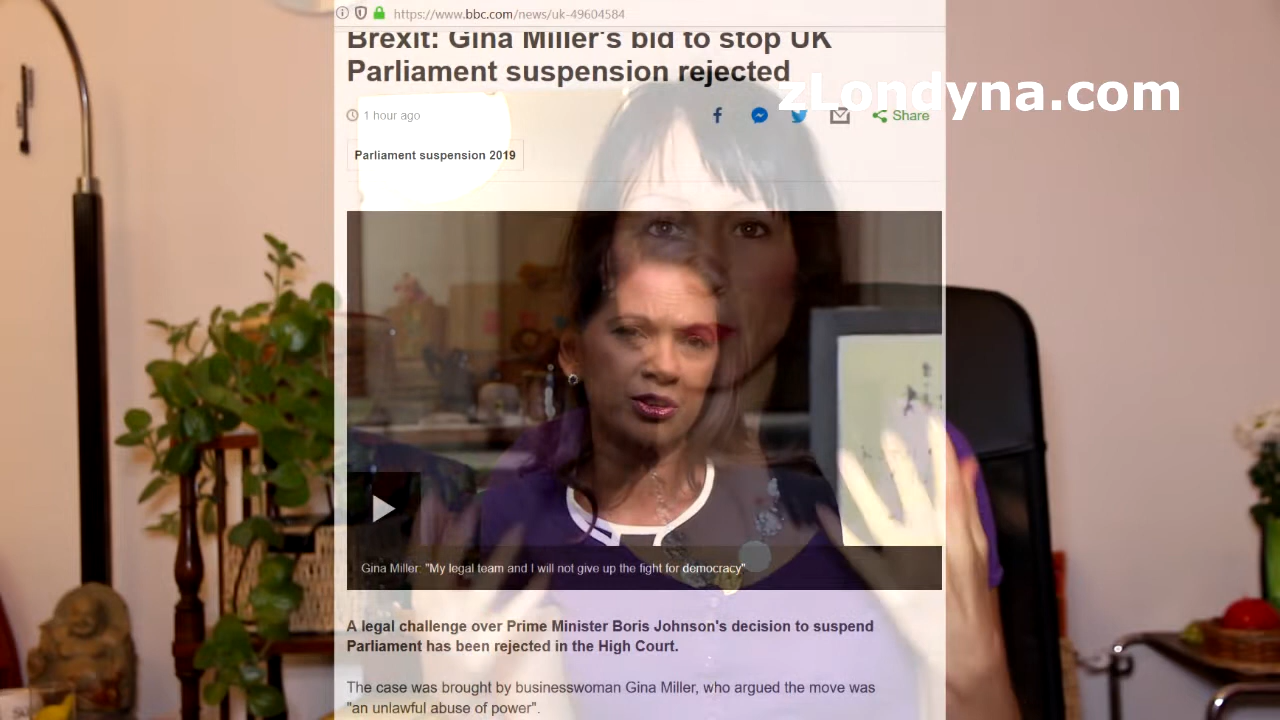 https://www.bbc.com/news/uk-49604584
Brexit: Gina Miller's bid to stop UK
Parliament suspension rejected
zLondyna.com
1 hour ago
Share
Parliament suspension 2019
Gina Miller: "My legal team and I will not give up the fight for democracy"
A legal challenge over Prime Minister Boris Johnson's decision to suspend
Parliament has been rejected in the High Court.
The case was brought by businesswoman Gina Miller, who argued the move was
"an unlawful abuse of power".